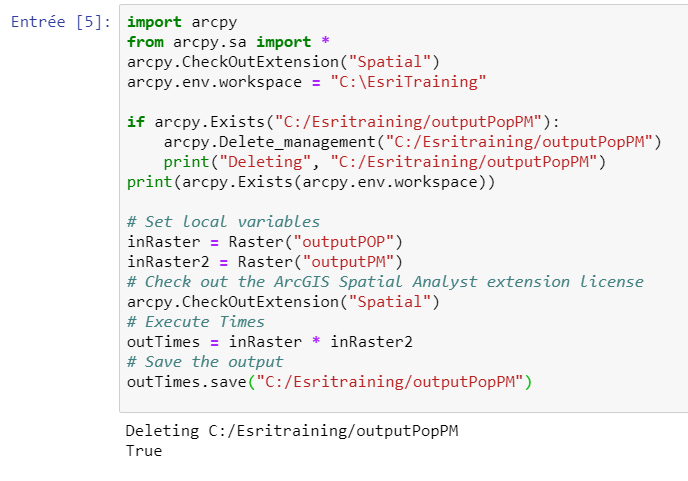 Entrée [5]:
import arcpy
from arcpy.sa import *
arcpy.CheckOutExtension("Spatial")
arcpy.env.workspace = "C:\EsriTraining"

if arcpy.Exists("C:/Esritraining/outputPopPM"):
    arcpy.Delete_management("C:/Esritraining/outputPopPM")
    print("Deleting", "C:/Esritraining/outputPopPM")
print(arcpy.Exists(arcpy.env.workspace))

# Set local variables
inRaster = Raster("outputPOP")
inRaster2 = Raster("outputPM")
# Check out the ArcGIS Spatial Analyst extension license
arcpy.CheckOutExtension("Spatial")
# Execute Times
outTimes = inRaster * inRaster2
# Save the output
outTimes.save("C:/Esritraining/outputPopPM")

Deleting C:/Esritraining/outputPopPM
True